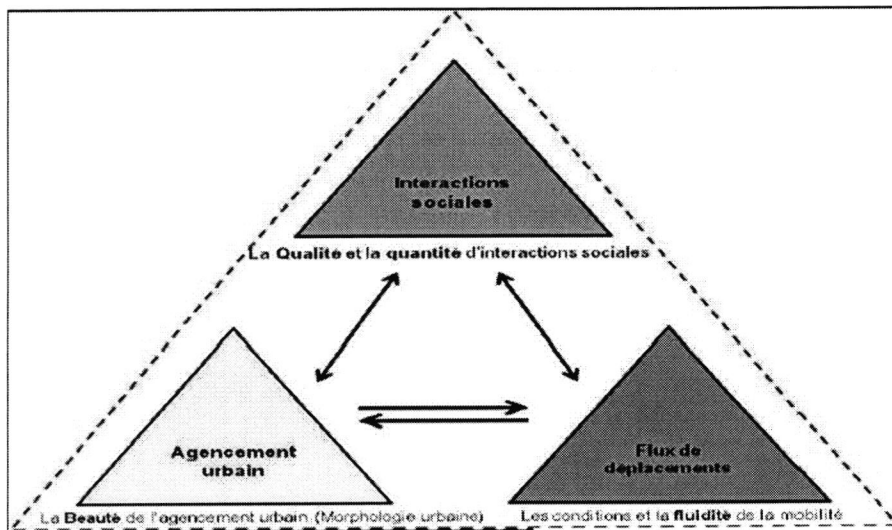 Interactions
sociales
La Qualité et la quantité d'interactions sociales
Agencement
urbain
Flux de
déplacements
La Beauté de l'agencement urbain (Morphologie urbaine)
Les conditions et la fluidité de la mobilité